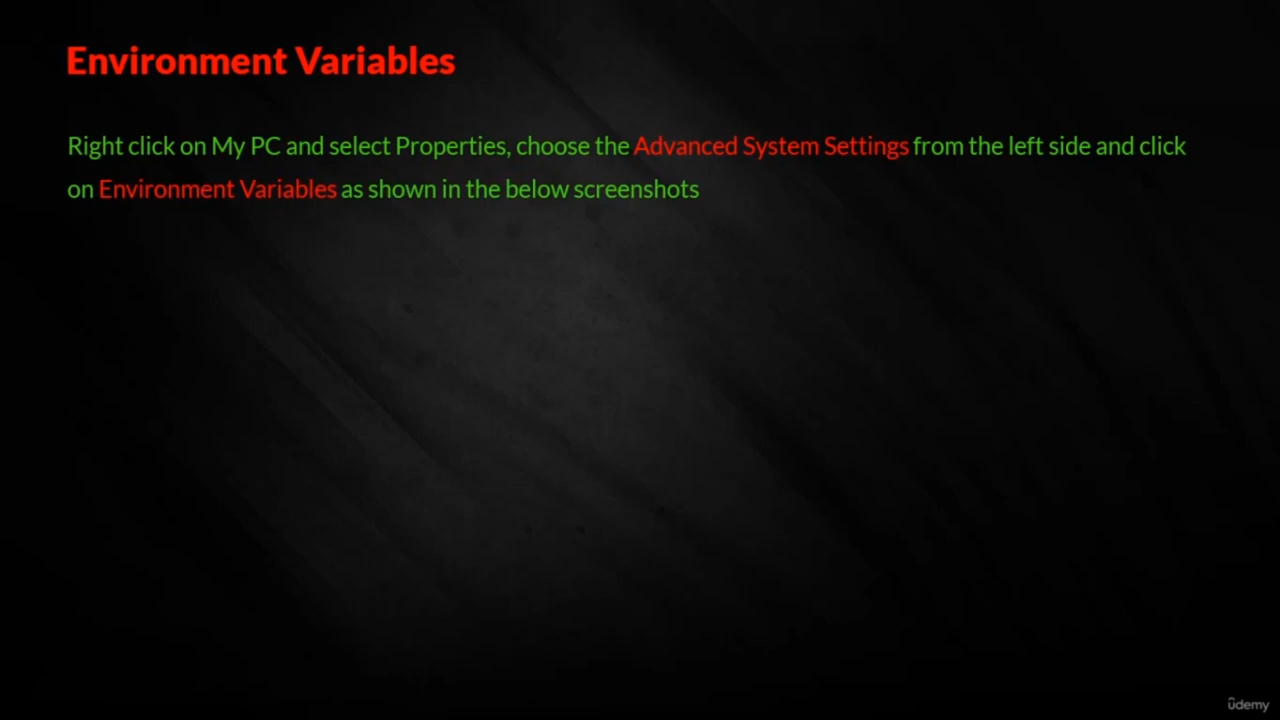 Environment Variables
Right click on My PC and select Properties, choose the Advanced System Settings from the left side and click
on Environment Variables as shown in the below screenshots
ûdemy